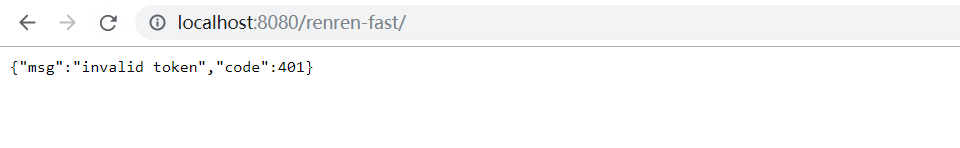 localhost:8080/renren-fast/
{"msg":"invalid token","code":401}